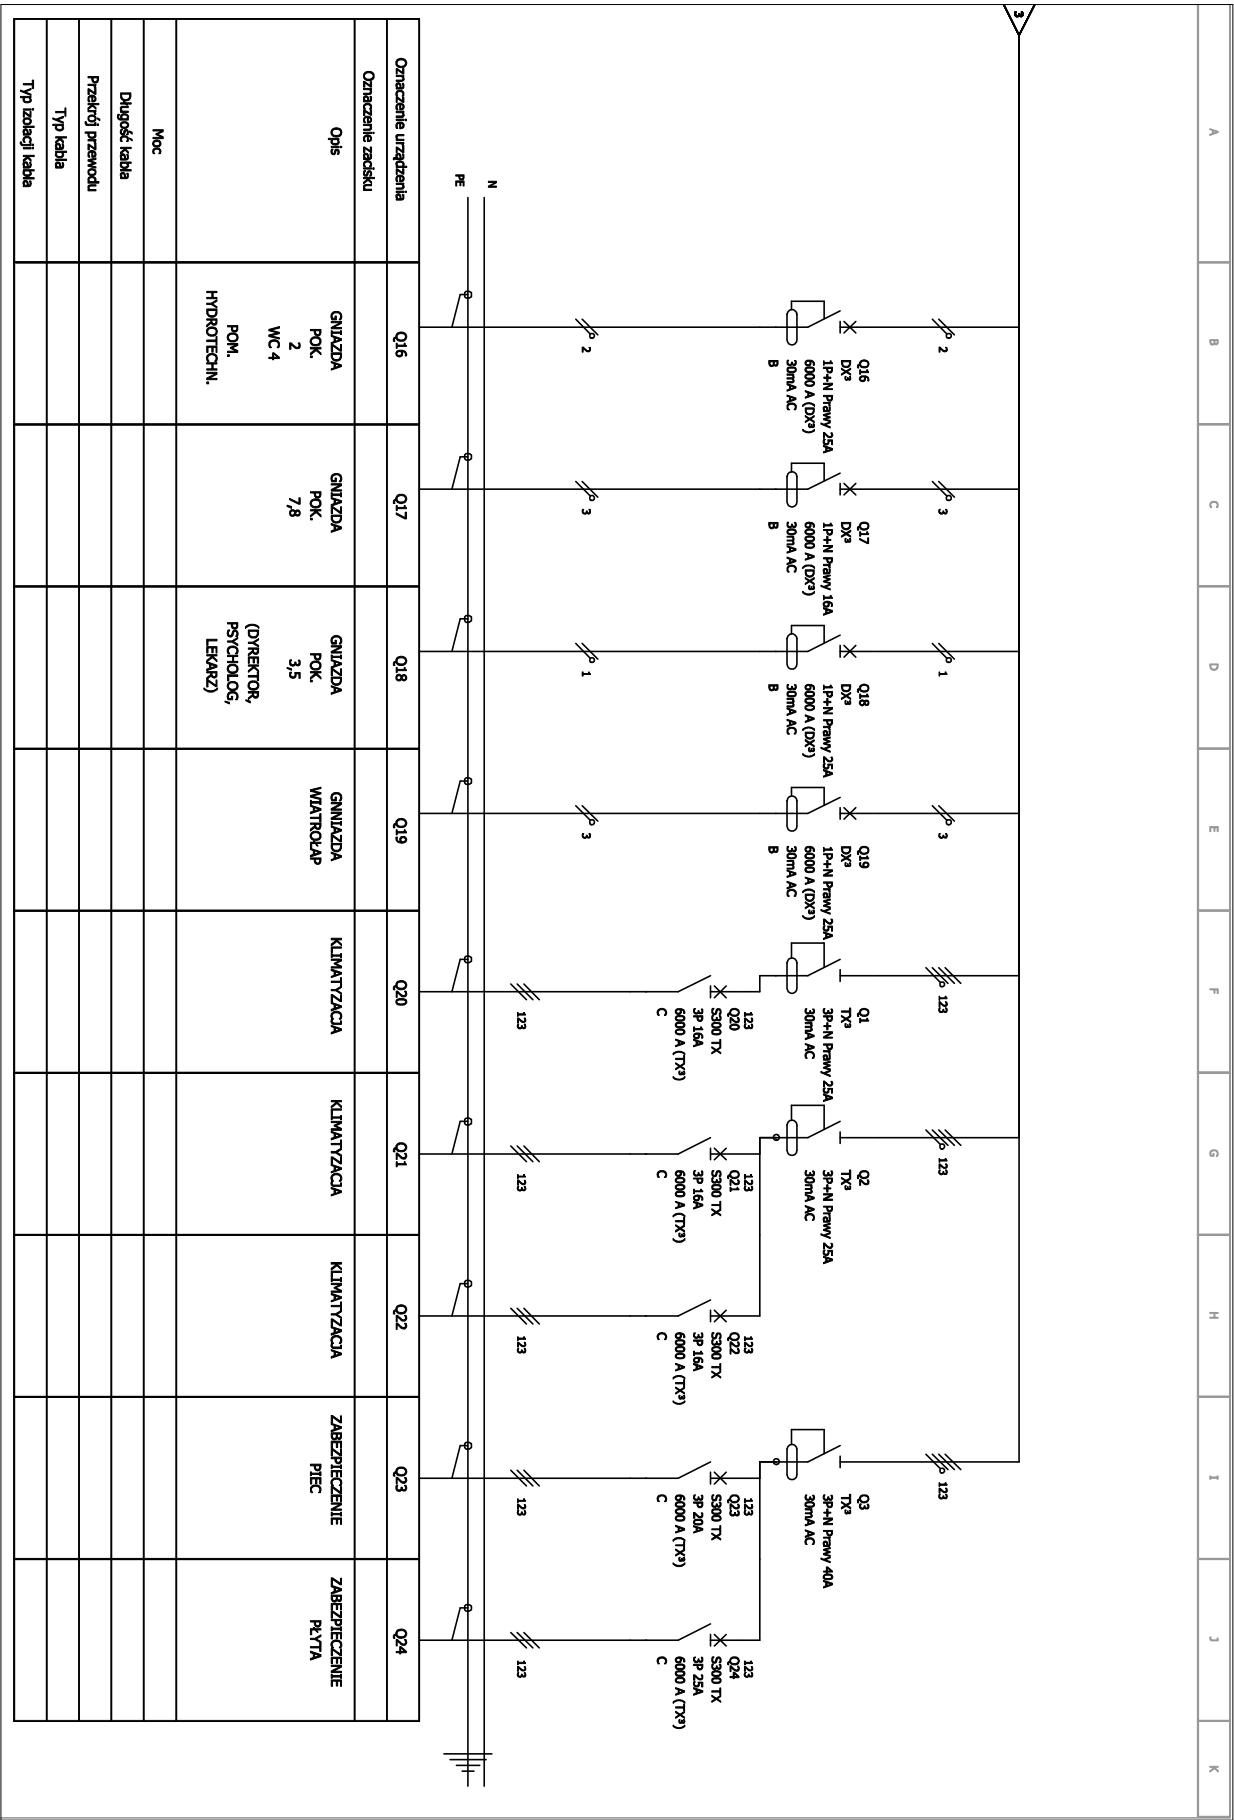 A
B
C
D
E
F
G
H
I
J
K
3
2
3
1
3
123
123
123
Q16
DX³
1P+N Prawy 25A
6000 A (DX³)
30mA AC
B
Q17
DX³
1P+N Prawy 16A
6000 A (DX³)
30mA AC
B
Q18
DX³
1P+N Prawy 25A
6000 A (DX³)
30mA AC
B
Q19
DX³
1P+N Prawy 25A
6000 A (DX³)
30mA AC
B
Q1
TX³
3P+N Prawy 25A
30mA AC
Q2
TX³
3P+N Prawy 25A
30mA AC
Q3
TX³
3P+N Prawy 40A
30mA AC
123
Q20
S300 TX
3P 16A
6000 A (TX³)
C
123
Q21
S300 TX
3P 16A
6000 A (TX³)
C
123
Q22
S300 TX
3P 16A
6000 A (TX³)
C
123
Q23
S300 TX
3P 20A
6000 A (TX³)
C
123
Q24
S300 TX
3P 25A
6000 A (TX³)
C
2
3
1
3
123
123
123
123
123
N
PE
Oznaczenie urządzenia
Q16
Q17
Q18
Q19
Q20
Q21
Q22
Q23
Q24
Oznaczenie zacisku
Opis
GNIAZDA
POK.
2
WC 4
POM.
HYDROTECHN.
GNIAZDA
POK.
7,8
GNIAZDA
POK.
3,5
(DYREKTOR,
PSYCHOLOG,
LEKARZ)
GNNIAZDA
WIATROŁAP
KLIMATYZACJA
KLIMATYZACJA
KLIMATYZACJA
ZABEZPIECZENIE
PIEC
ZABEZPIECZENIE
PŁYTA
Moc
Długość kabla
Przekrój przewodu
Typ kabla
Typ izolacji kabla